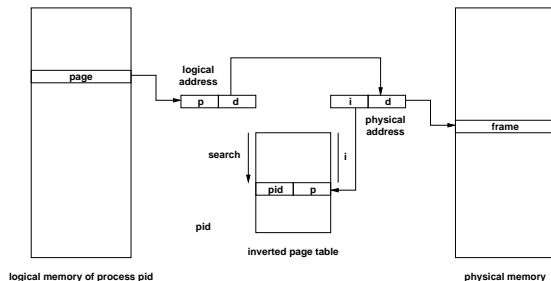 logical
address
page
p d
i d
physical
address
frame
search
i
pid p
pid
inverted page table
logical memory of process pid
physical memory